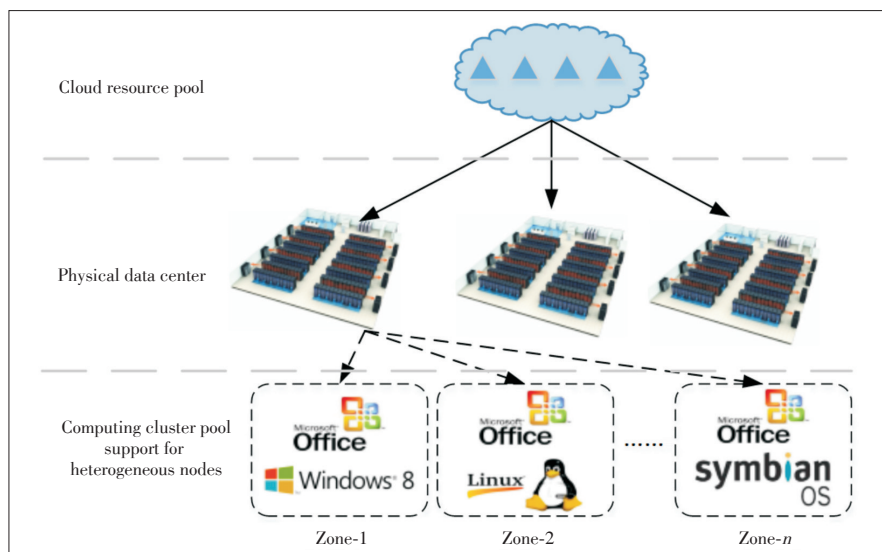 Cloud resource pool
Physical data center
Computing cluster pool
support for
heterogeneous nodes
Microsoft
Office
Windows 8
Microsoft
Office
Linux
......
Microsoft
Office
symbian
OS
Zone-1
Zone-2
Zone-n